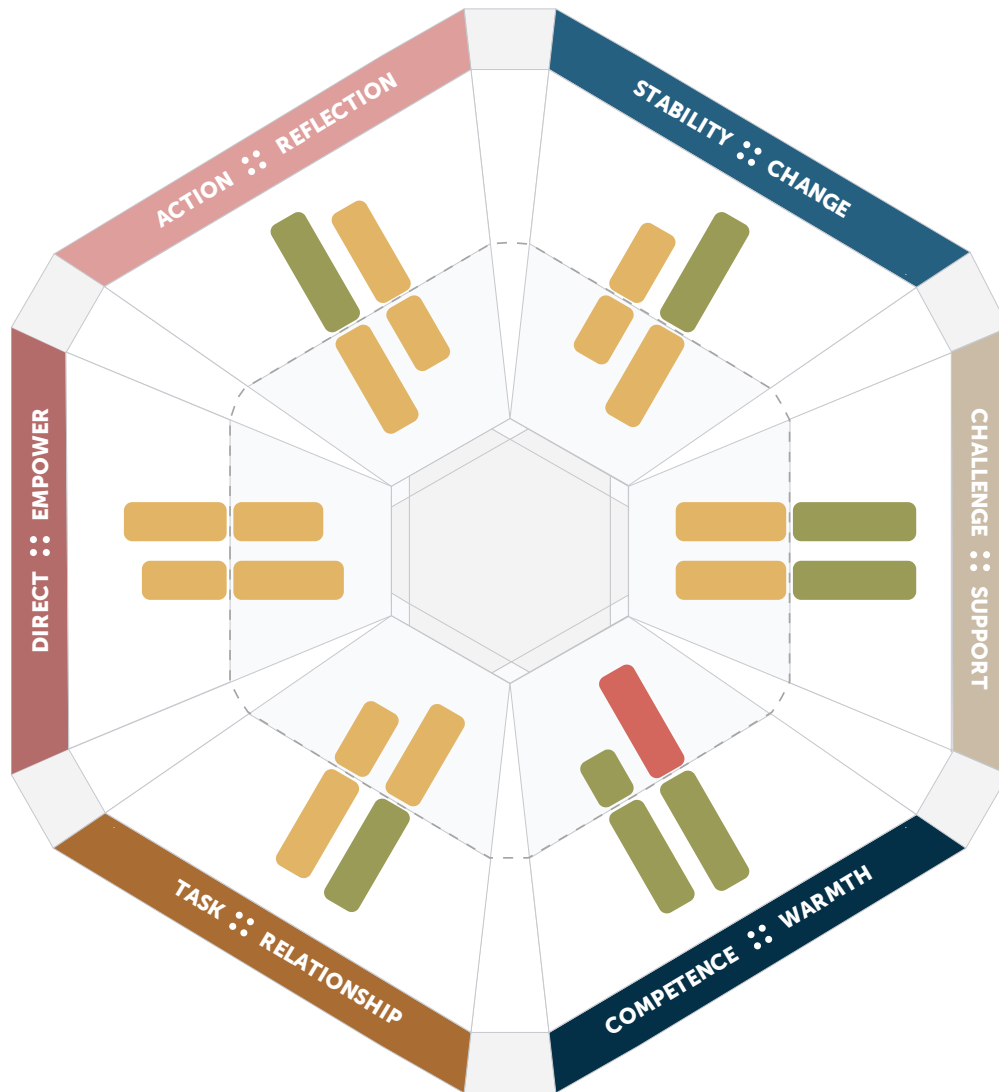 ACTION :: REFLECTION
STABILITY :: CHANGE
DIRECT :: EMPOWER
CHALLENGE :: SUPPORT
TASK :: RELATIONSHIP
COMPETENCE :: WARMTH